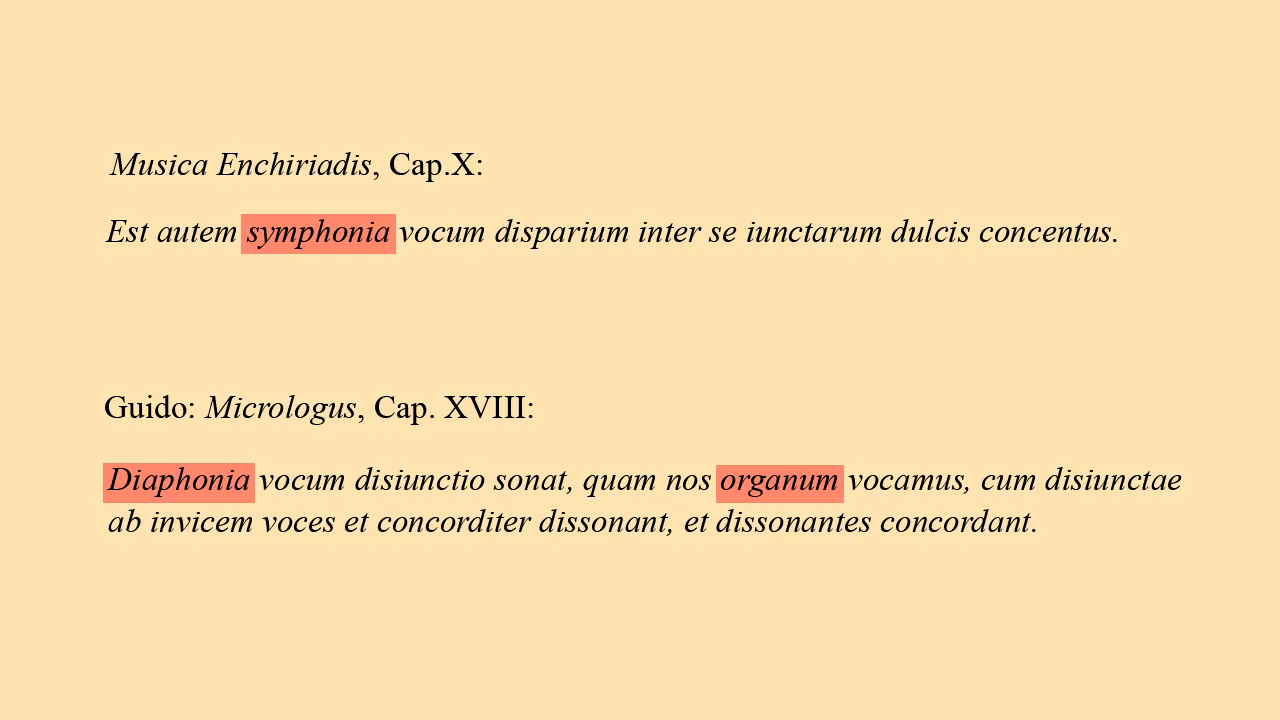 Musica Enchiriadis, Cap.X:
Est autem symphonia vocum disparium inter se iunctarum dulcis concentus.
Guido: Micrologus, Cap. XVIII:
Diaphonia vocum disiunctio sonat, quam nos organum vocamus, cum disiunctae
ab invicem voces et concorditer dissonant, et dissonantes concordant.